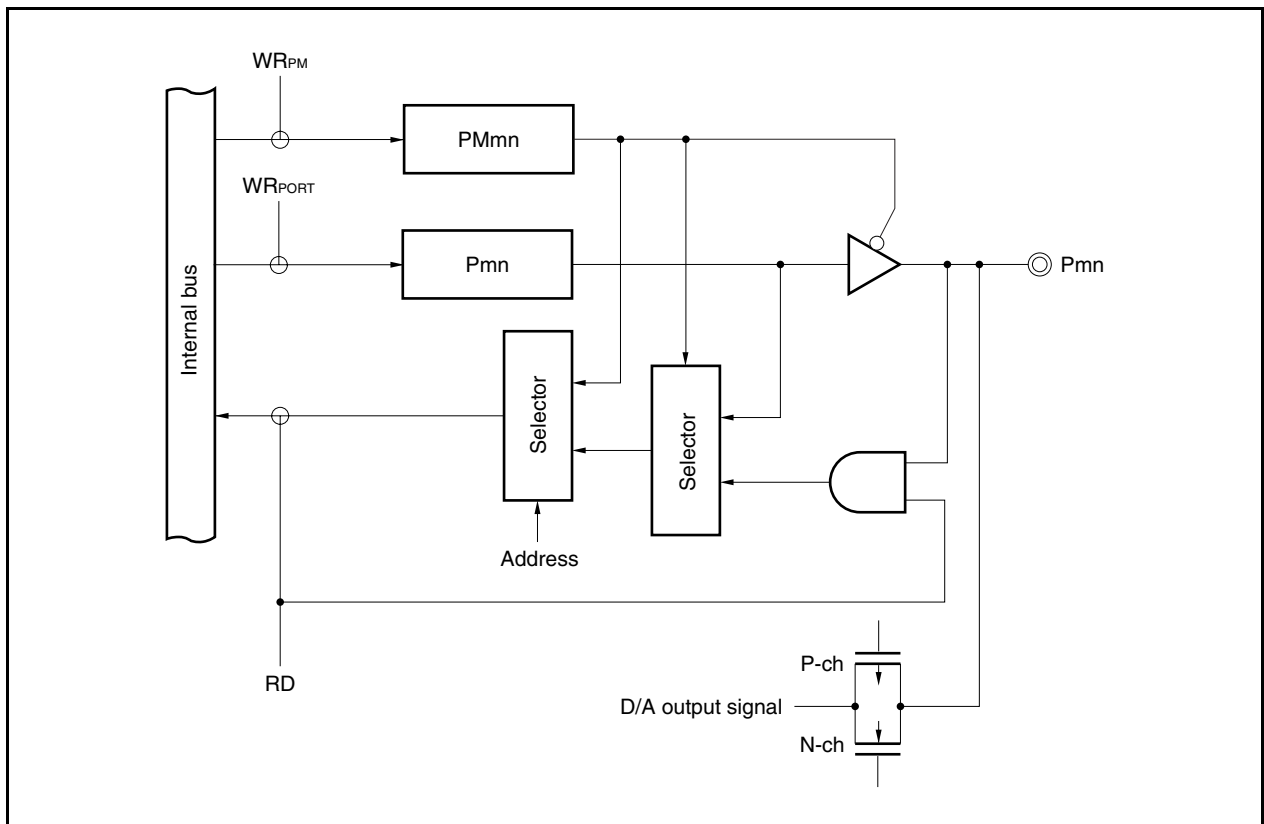 WRPM
PMmn
WRPORT
Pmn
Pmn
Internal bus
Selector
Selector
Address
RD
P-ch
D/A output signal
N-ch